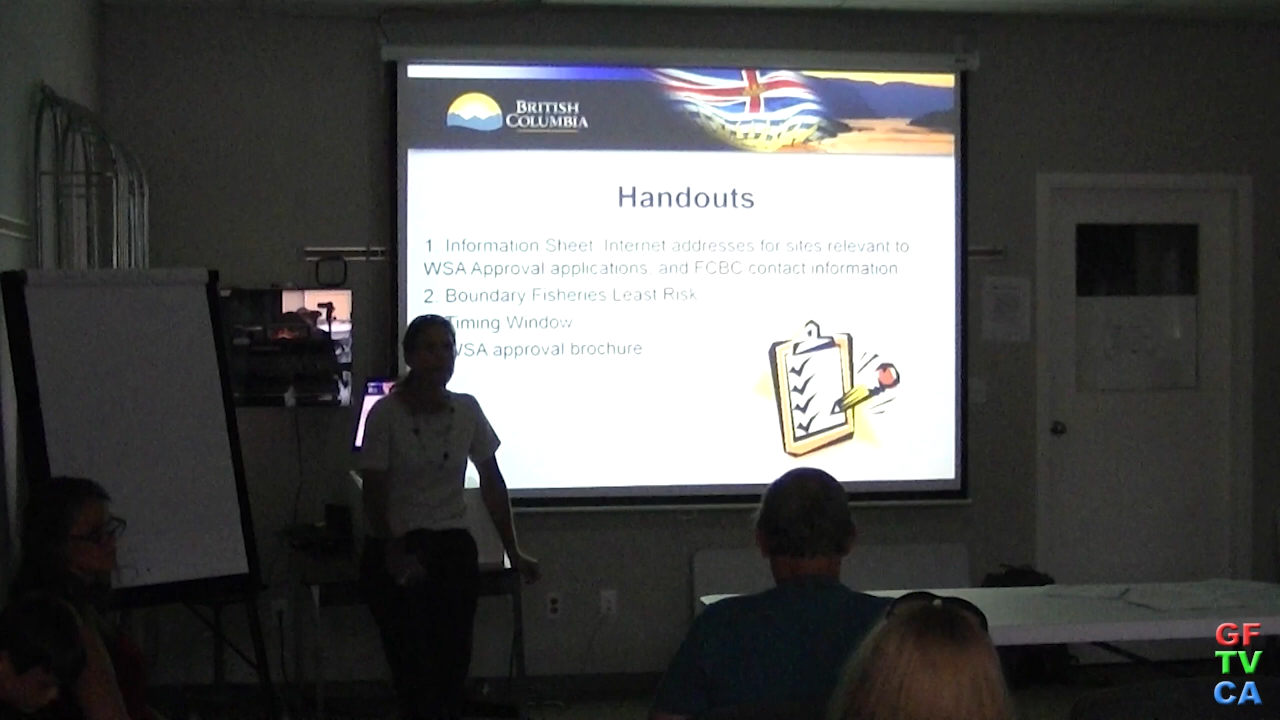 BRITISH
COLUMBIA
Handouts
1. Information Sheet: Internet addresses for sites relevant to
WSA Approval applications, and FCBC contact information
2. Boundary Fisheries Least Risk
Timing Window
WSA approval brochure
GF
TV
CA